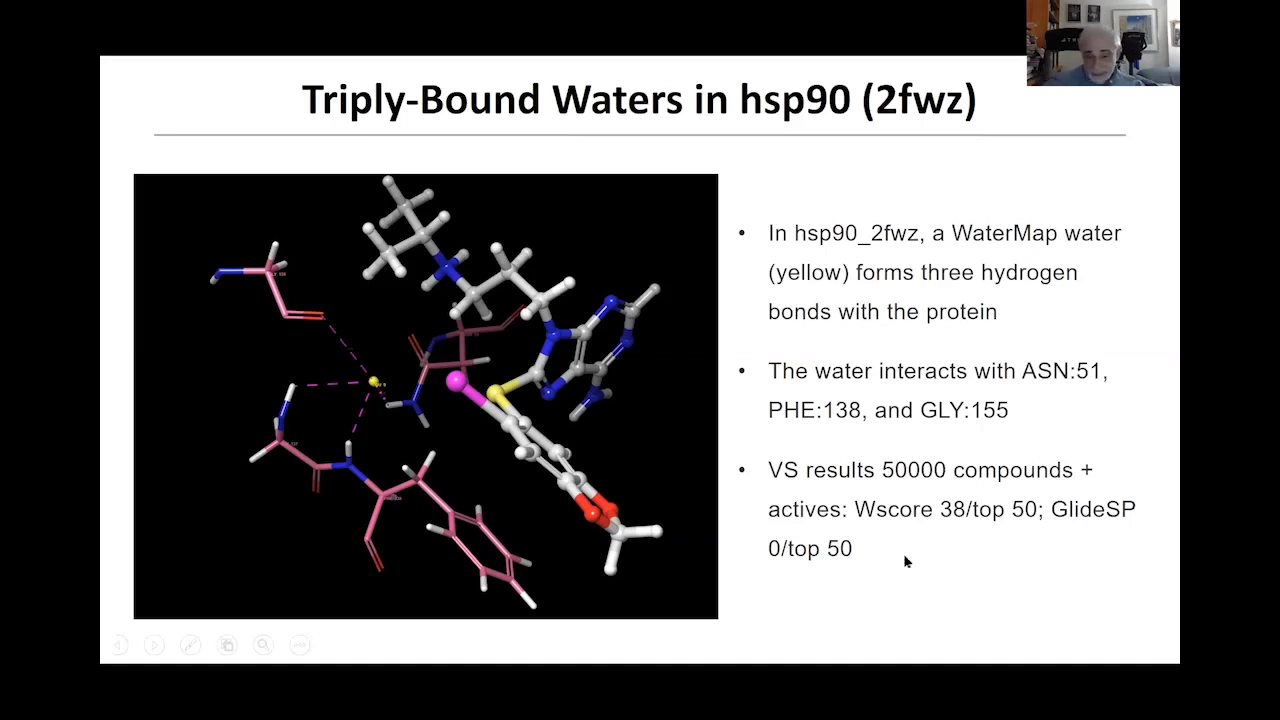 Triply-Bound Waters in hsp90 (2fwz)
• In hsp90_2fwz, a WaterMap water
(yellow) forms three hydrogen
bonds with the protein
• The water interacts with ASN:51,
PHE:138, and GLY:155
• VS results 50000 compounds +
actives: Wscore 38/top 50; GlideSP
0/top 50